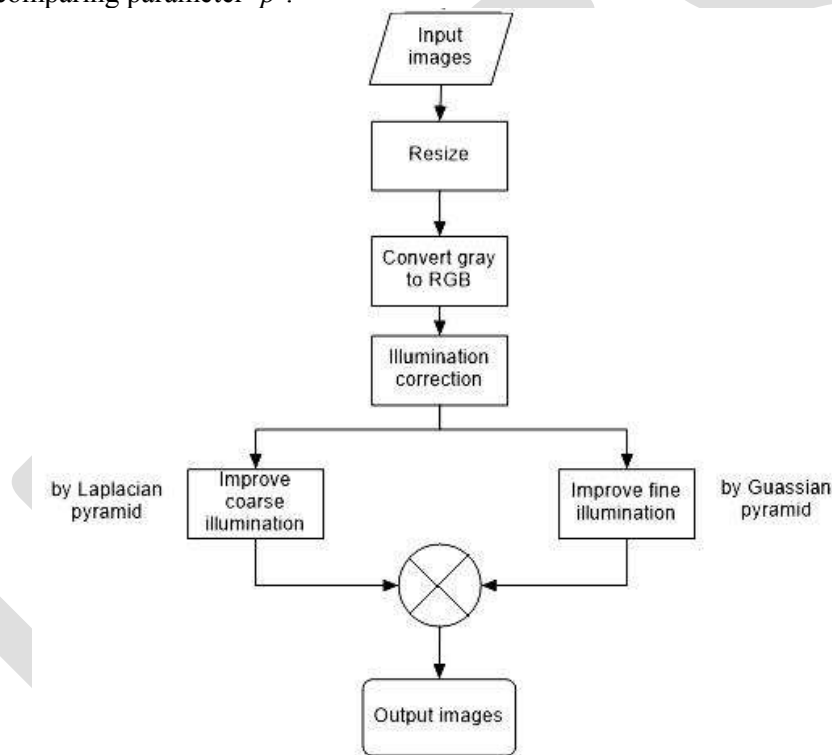 comparing parameter 'p'.
Input
images
Resize
Convert gray
to RGB
Illumination
correction
by Laplacian
pyramid
Improve
coarse
illumination
Improve fine
illumination
by Guassian
pyramid
Output images